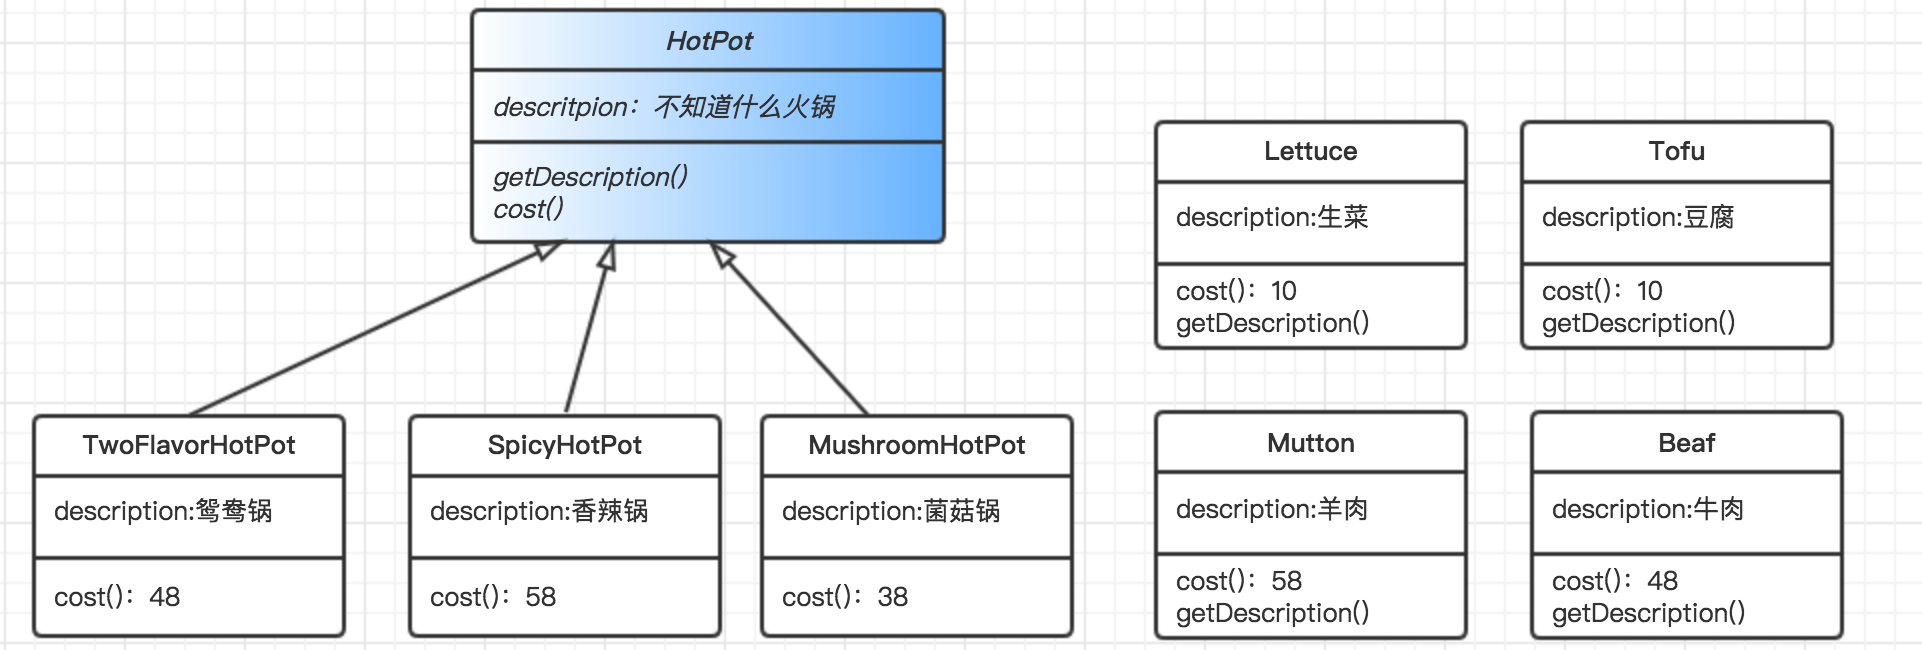 HotPot
descritpion：不知道什么火锅
getDescription()
cost()
Lettuce
description:生菜
cost()：10
getDescription()
Tofu
description:豆腐
cost()：10
getDescription()
TwoFlavorHotPot
description:鸳鸯锅
cost()：48
SpicyHotPot
description:香辣锅
cost()：58
MushroomHotPot
description:菌菇锅
cost()：38
Mutton
description:羊肉
cost()：58
getDescription()
Beaf
description:牛肉
cost()：48
getDescription()